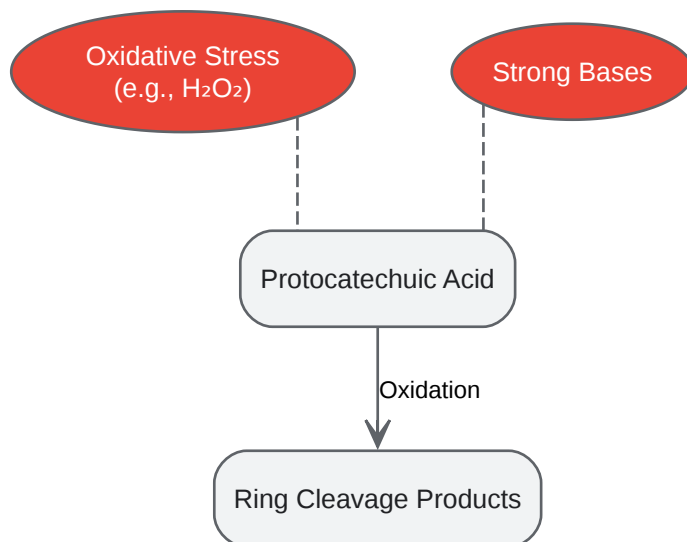 Oxidative Stress
(e.g., H₂O₂)
Strong Bases
Protocatechuic Acid
Oxidation
Ring Cleavage Products